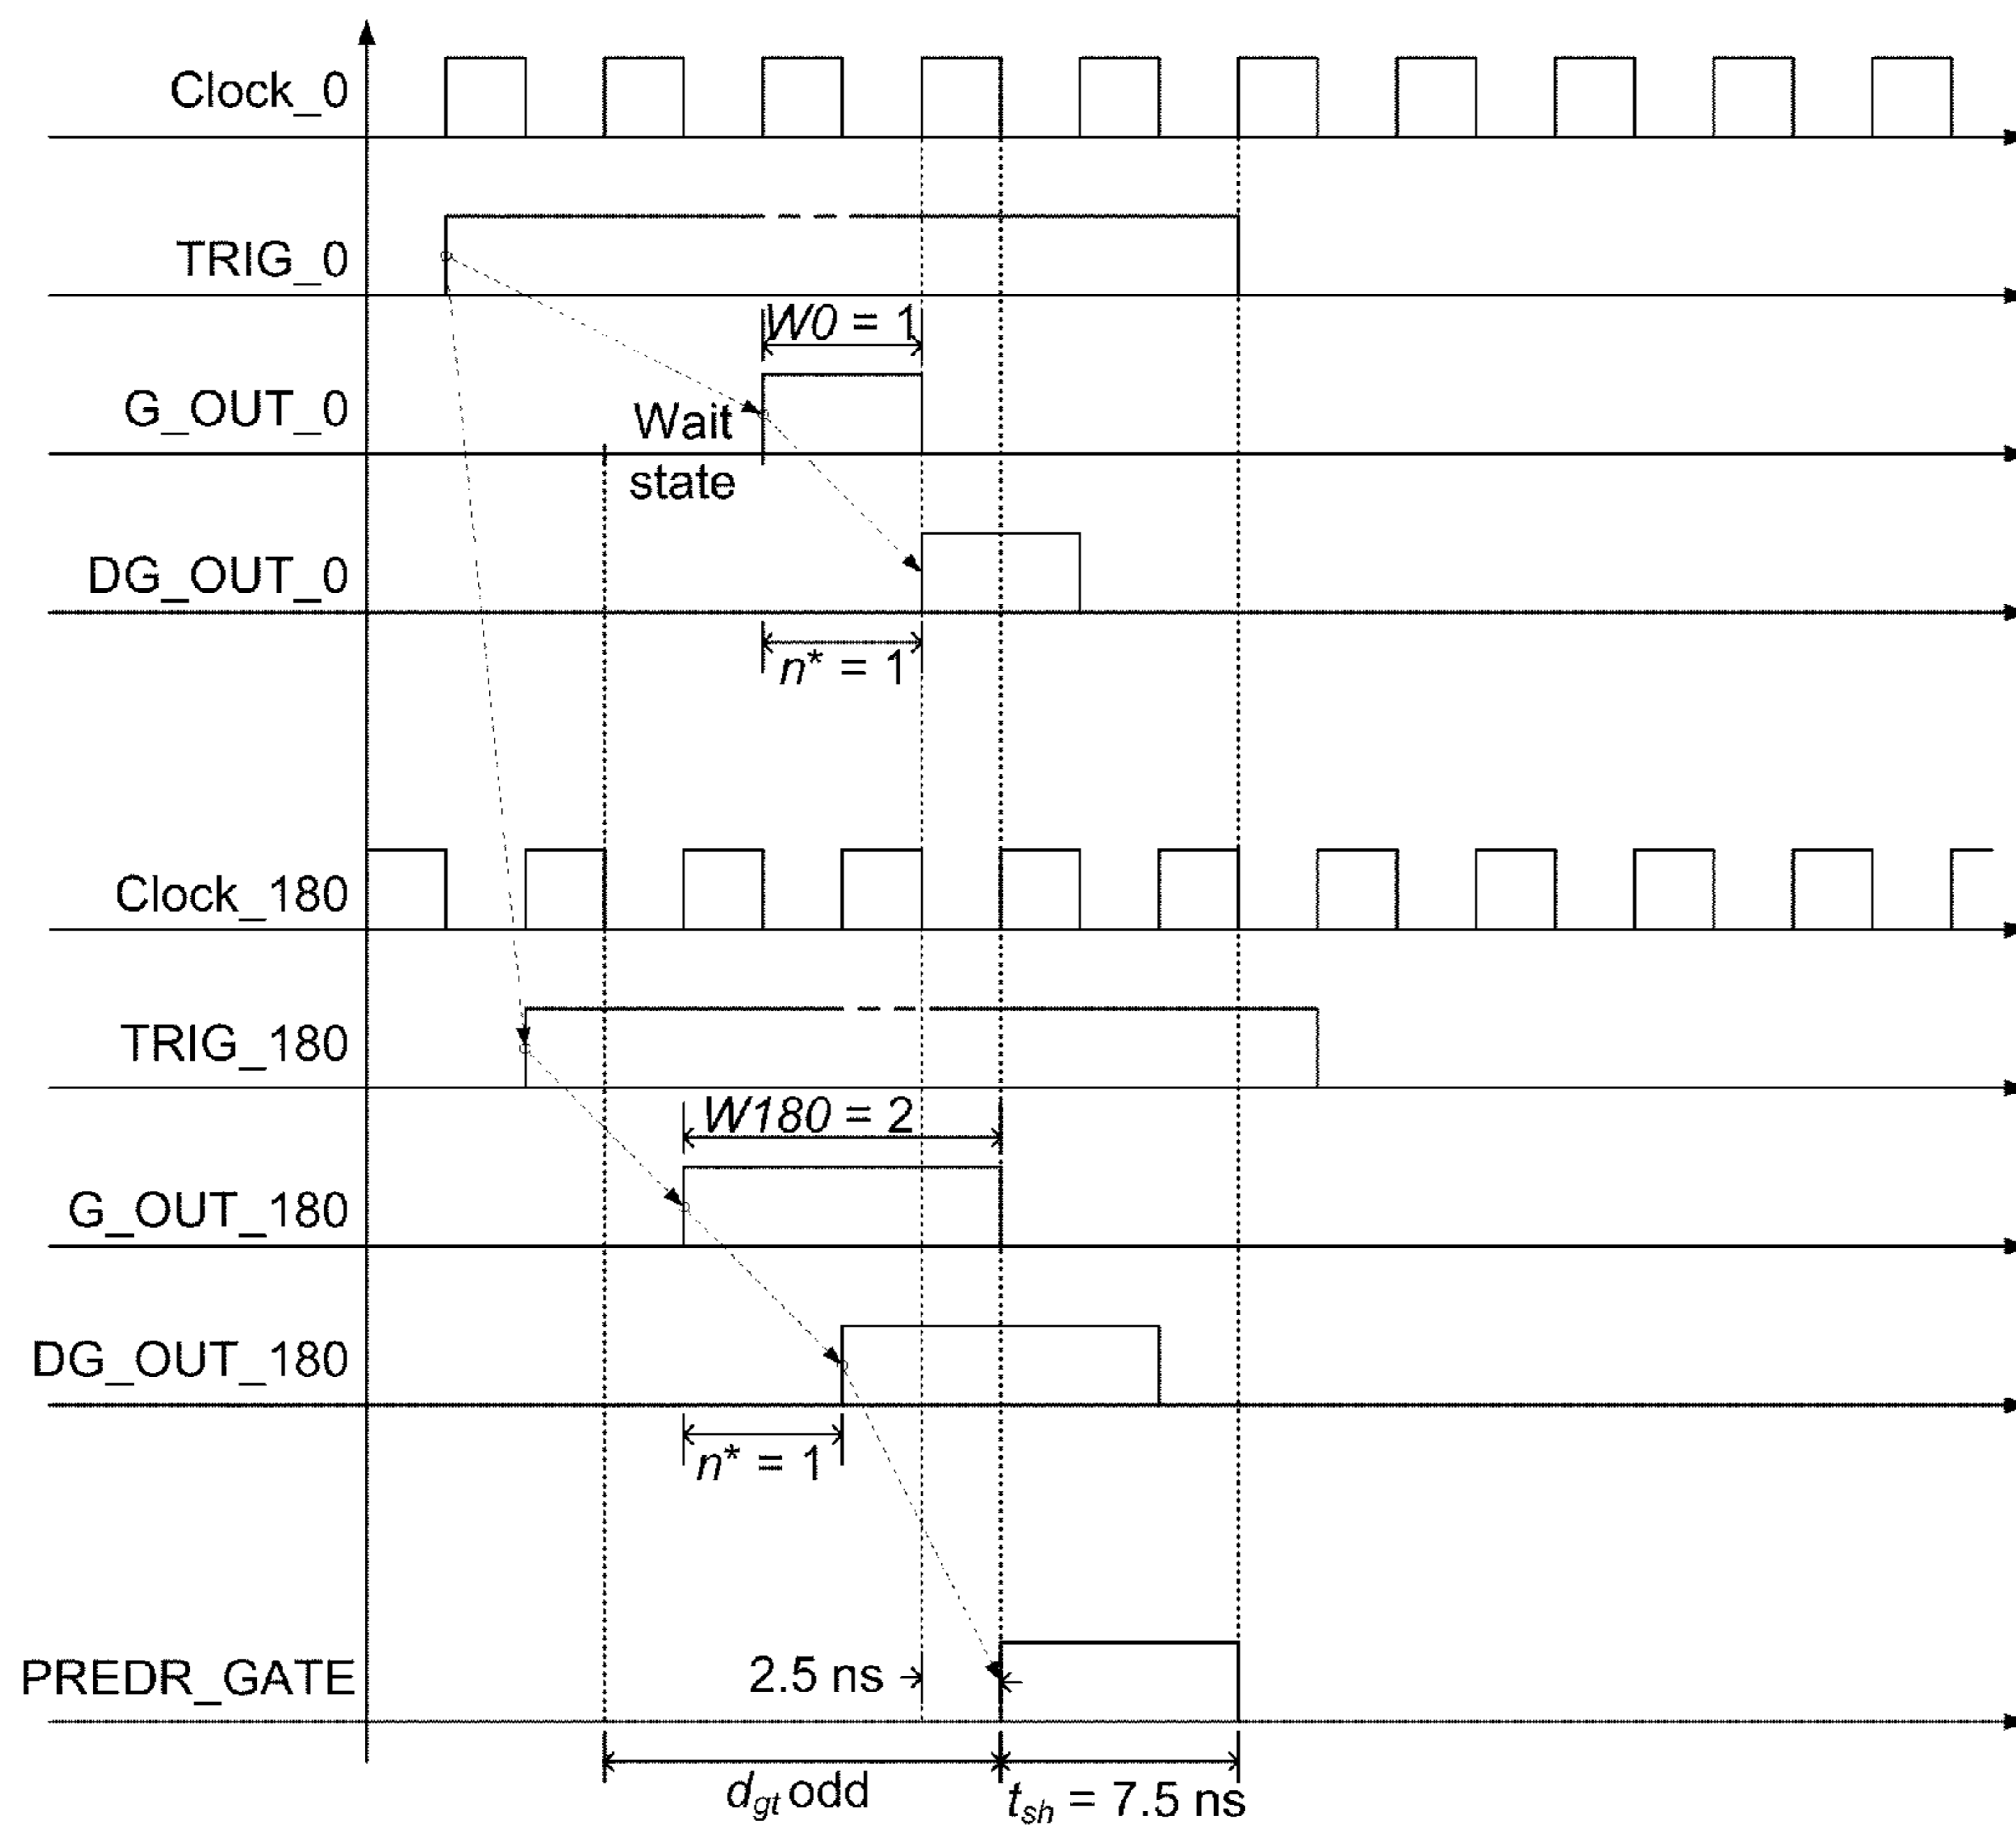 Clock_0
TRIG_0
W0 = 1
G_OUT_0
Wait
state
DG_OUT_0
n* = 1
Clock_180
TRIG_180
W180 = 2
G_OUT_180
DG_OUT_180
n* = 1
PREDR_GATE
2.5 ns
dgt odd
tsh = 7.5 ns